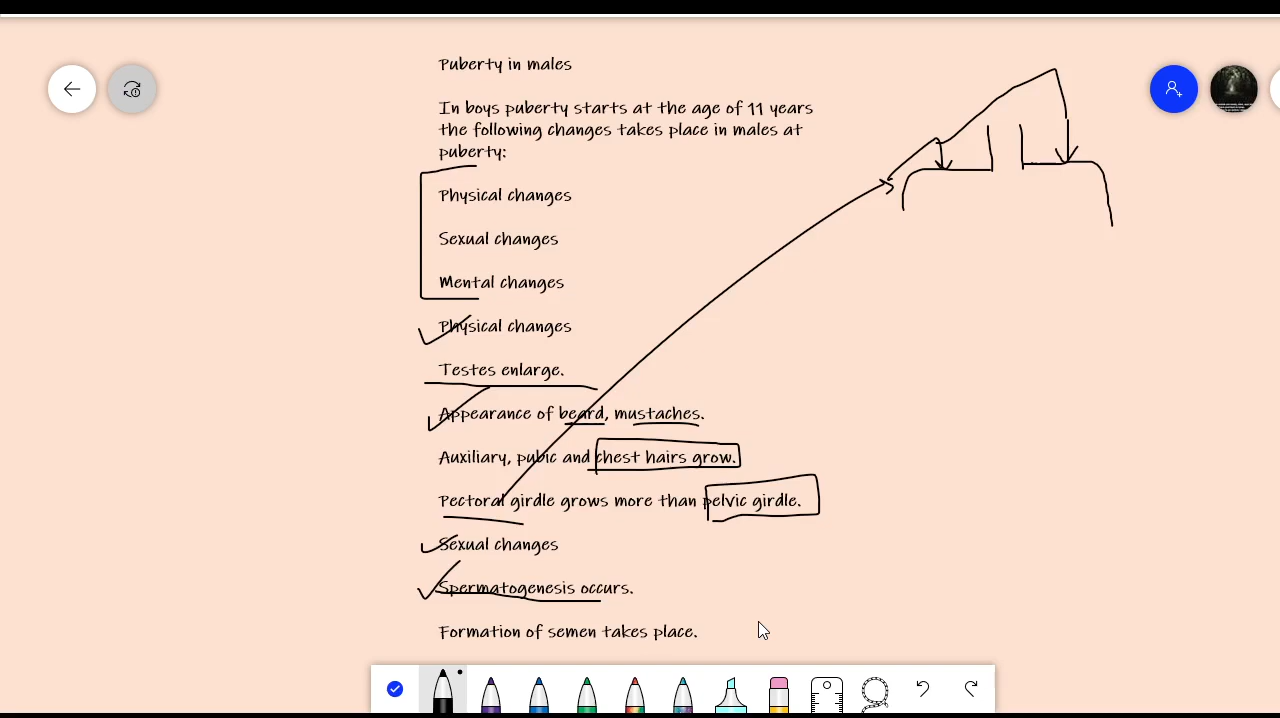 Puberty in males
In boys puberty starts at the age of 11 years
the following changes takes place in males at
puberty:
Physical changes
Sexual changes
Mental changes
Physical changes
Testes enlarge.
Appearance of beard, mustaches.
Auxiliary, pubic and chest hairs grow.
Pectoral girdle grows more than pelvic girdle.
Sexual changes
Spermatogenesis occurs.
Formation of semen takes place.